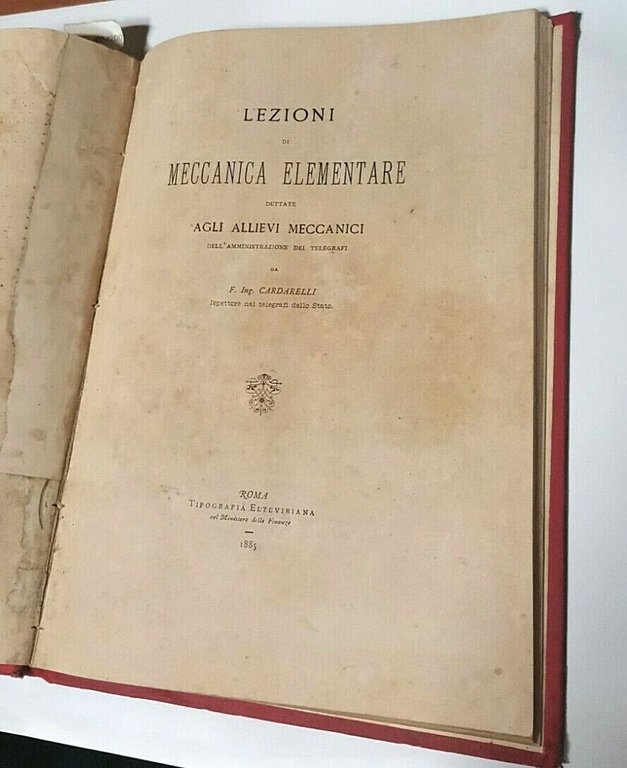 LEZIONI
DI
MECCANICA ELEMENTARE
DETTATE
AGLI ALLIEVI MECCANICI
DELL'AMMINISTRAZIONE DEI TELEGRAFI
DA
F. Ing. CARDARELLI
Ispettore nei telegrafi dello Stato.
ROMA
TIPOGRAFIA ELZEVIRIANA
nel Ministero delle Finanze
1885